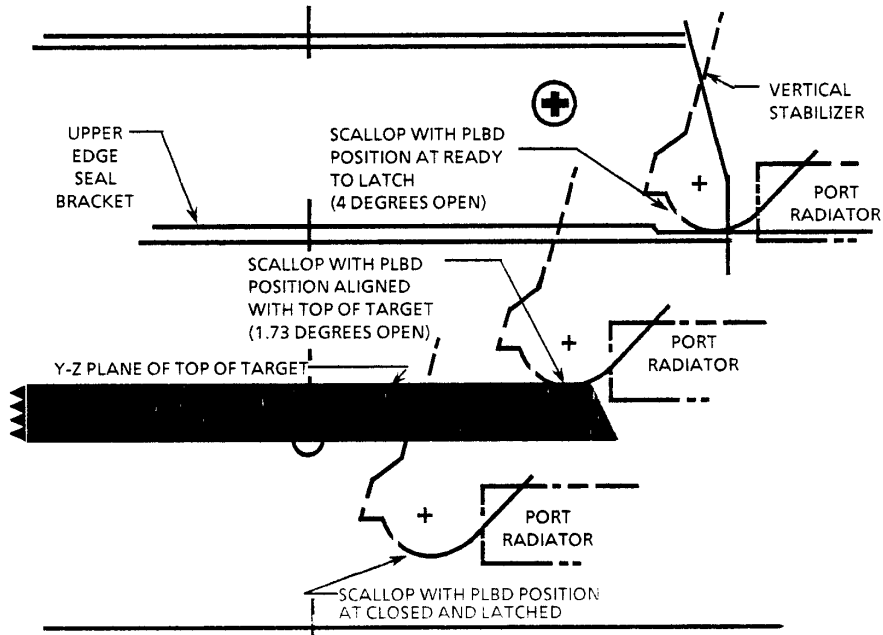 VERTICAL
STABILIZER
UPPER
EDGE
SEAL
BRACKET
SCALLOP WITH PLBD
POSITION AT READY
TO LATCH
(4 DEGREES OPEN)
PORT
RADIATOR
SCALLOP WITH PLBD
POSITION ALIGNED
WITH TOP OF TARGET
(1.73 DEGREES OPEN)
PORT
RADIATOR
Y-Z PLANE OF TOP OF TARGET
PORT
RADIATOR
SCALLOP WITH PLBD POSITION
AT CLOSED AND LATCHED